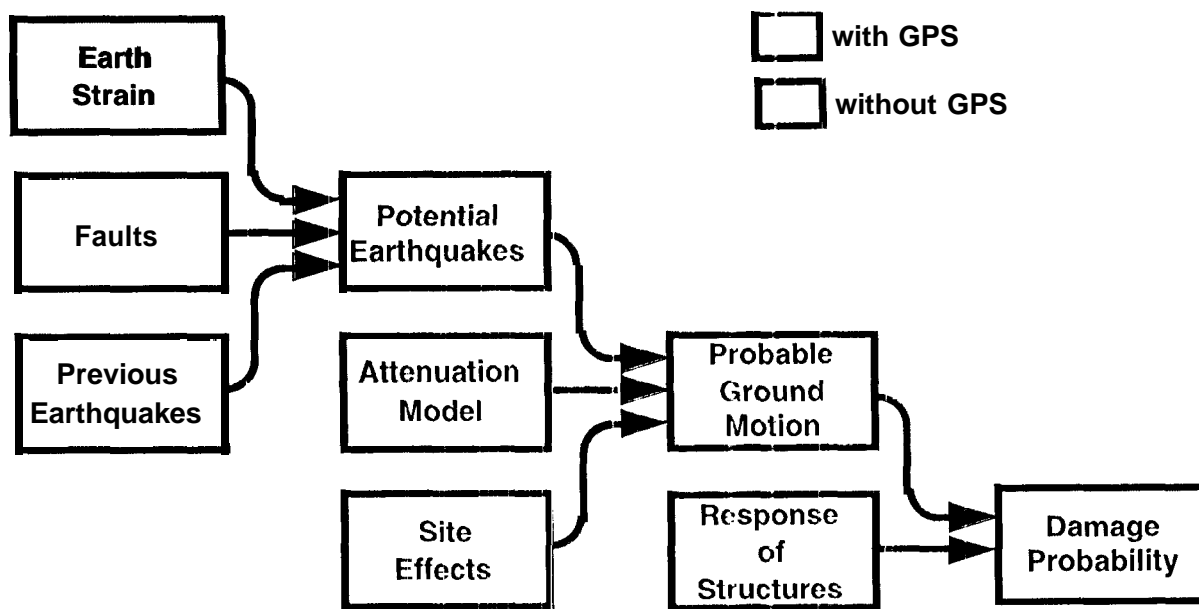 Earth
Strain
with GPS
without GPS
Faults
Potential
Earthquakes
Previous
Earthquakes
Attenuation
Model
Probable
Ground
Motion
Site
Effects
Response
of
Structures
Damage
Probability